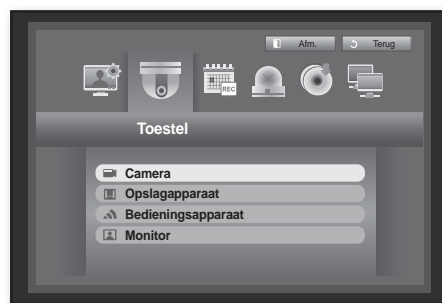 Afm. Terug
REC
Toestel
Camera
Opslagapparaat
Bedieningsapparaat
Monitor